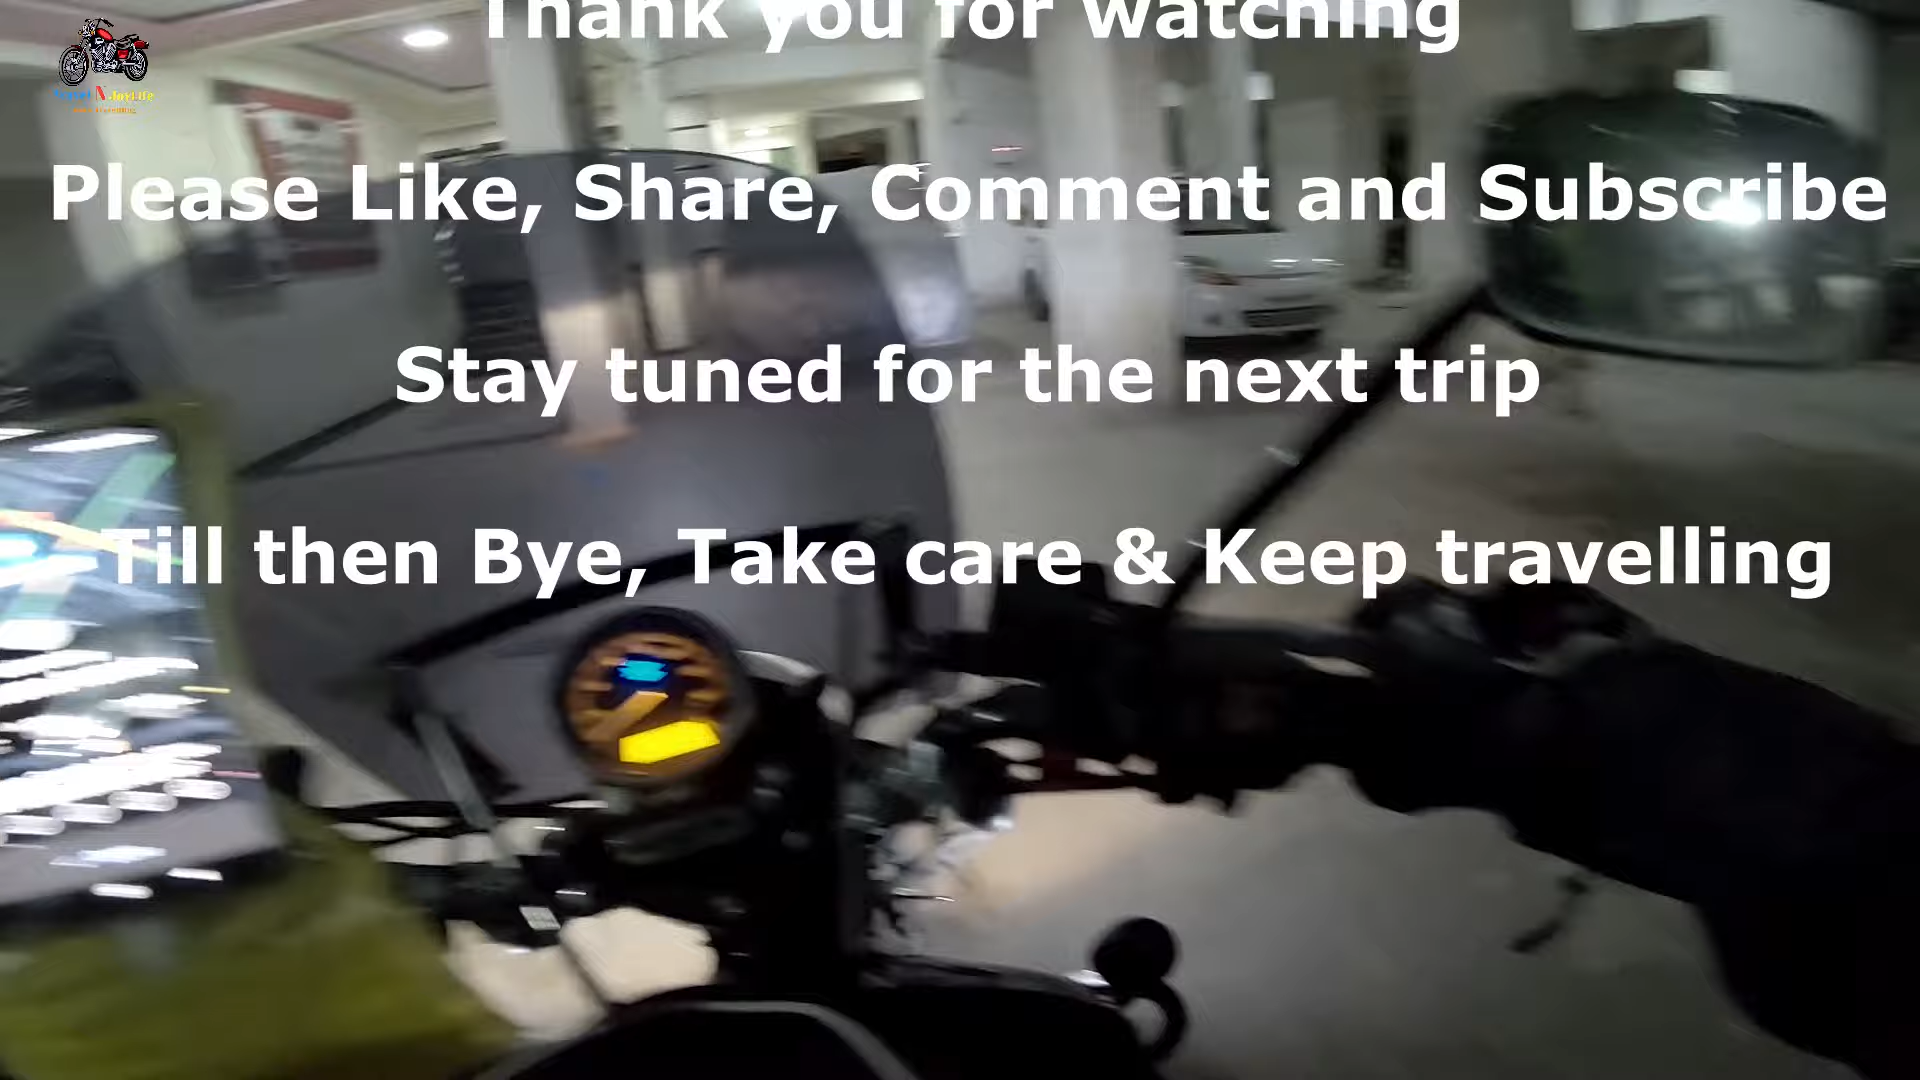 Thank you for watching
Please Like, Share, Comment and Subscribe
Stay tuned for the next trip
Till then Bye, Take care & Keep travelling